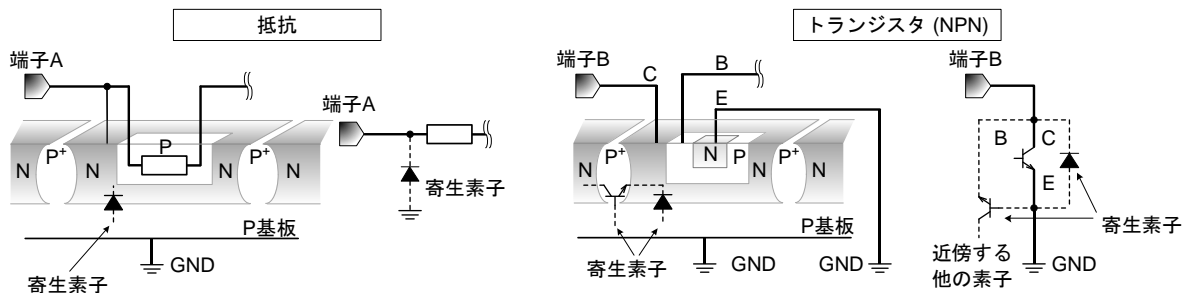 抵抗
端子A
N
P+
N
P
P+
N
N
P基板
寄生素子
GND
端子A
寄生素子
トランジスタ (NPN)
端子B
C
B
E
N
P+
N
N
P
P+
N
N
P基板
寄生素子
GND
GND
端子B
B
C
E
寄生素子
近傍する
他の素子
GND